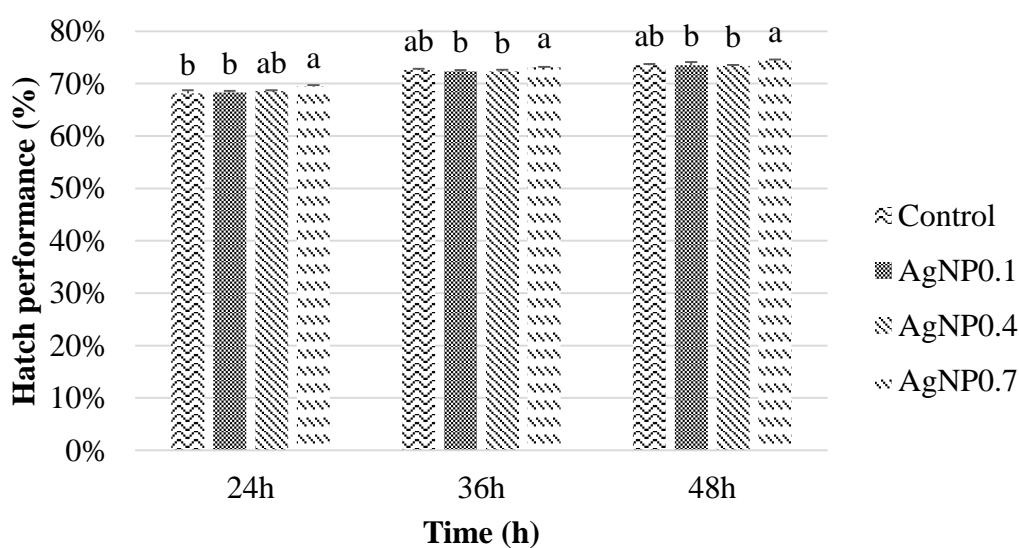 Hatch performance (%)
80%
70%
60%
50%
40%
30%
20%
10%
0%
b b ab a
ab b b a
ab b b a
24h 36h 48h
Time (h)
Control
AgNP0.1
AgNP0.4
AgNP0.7